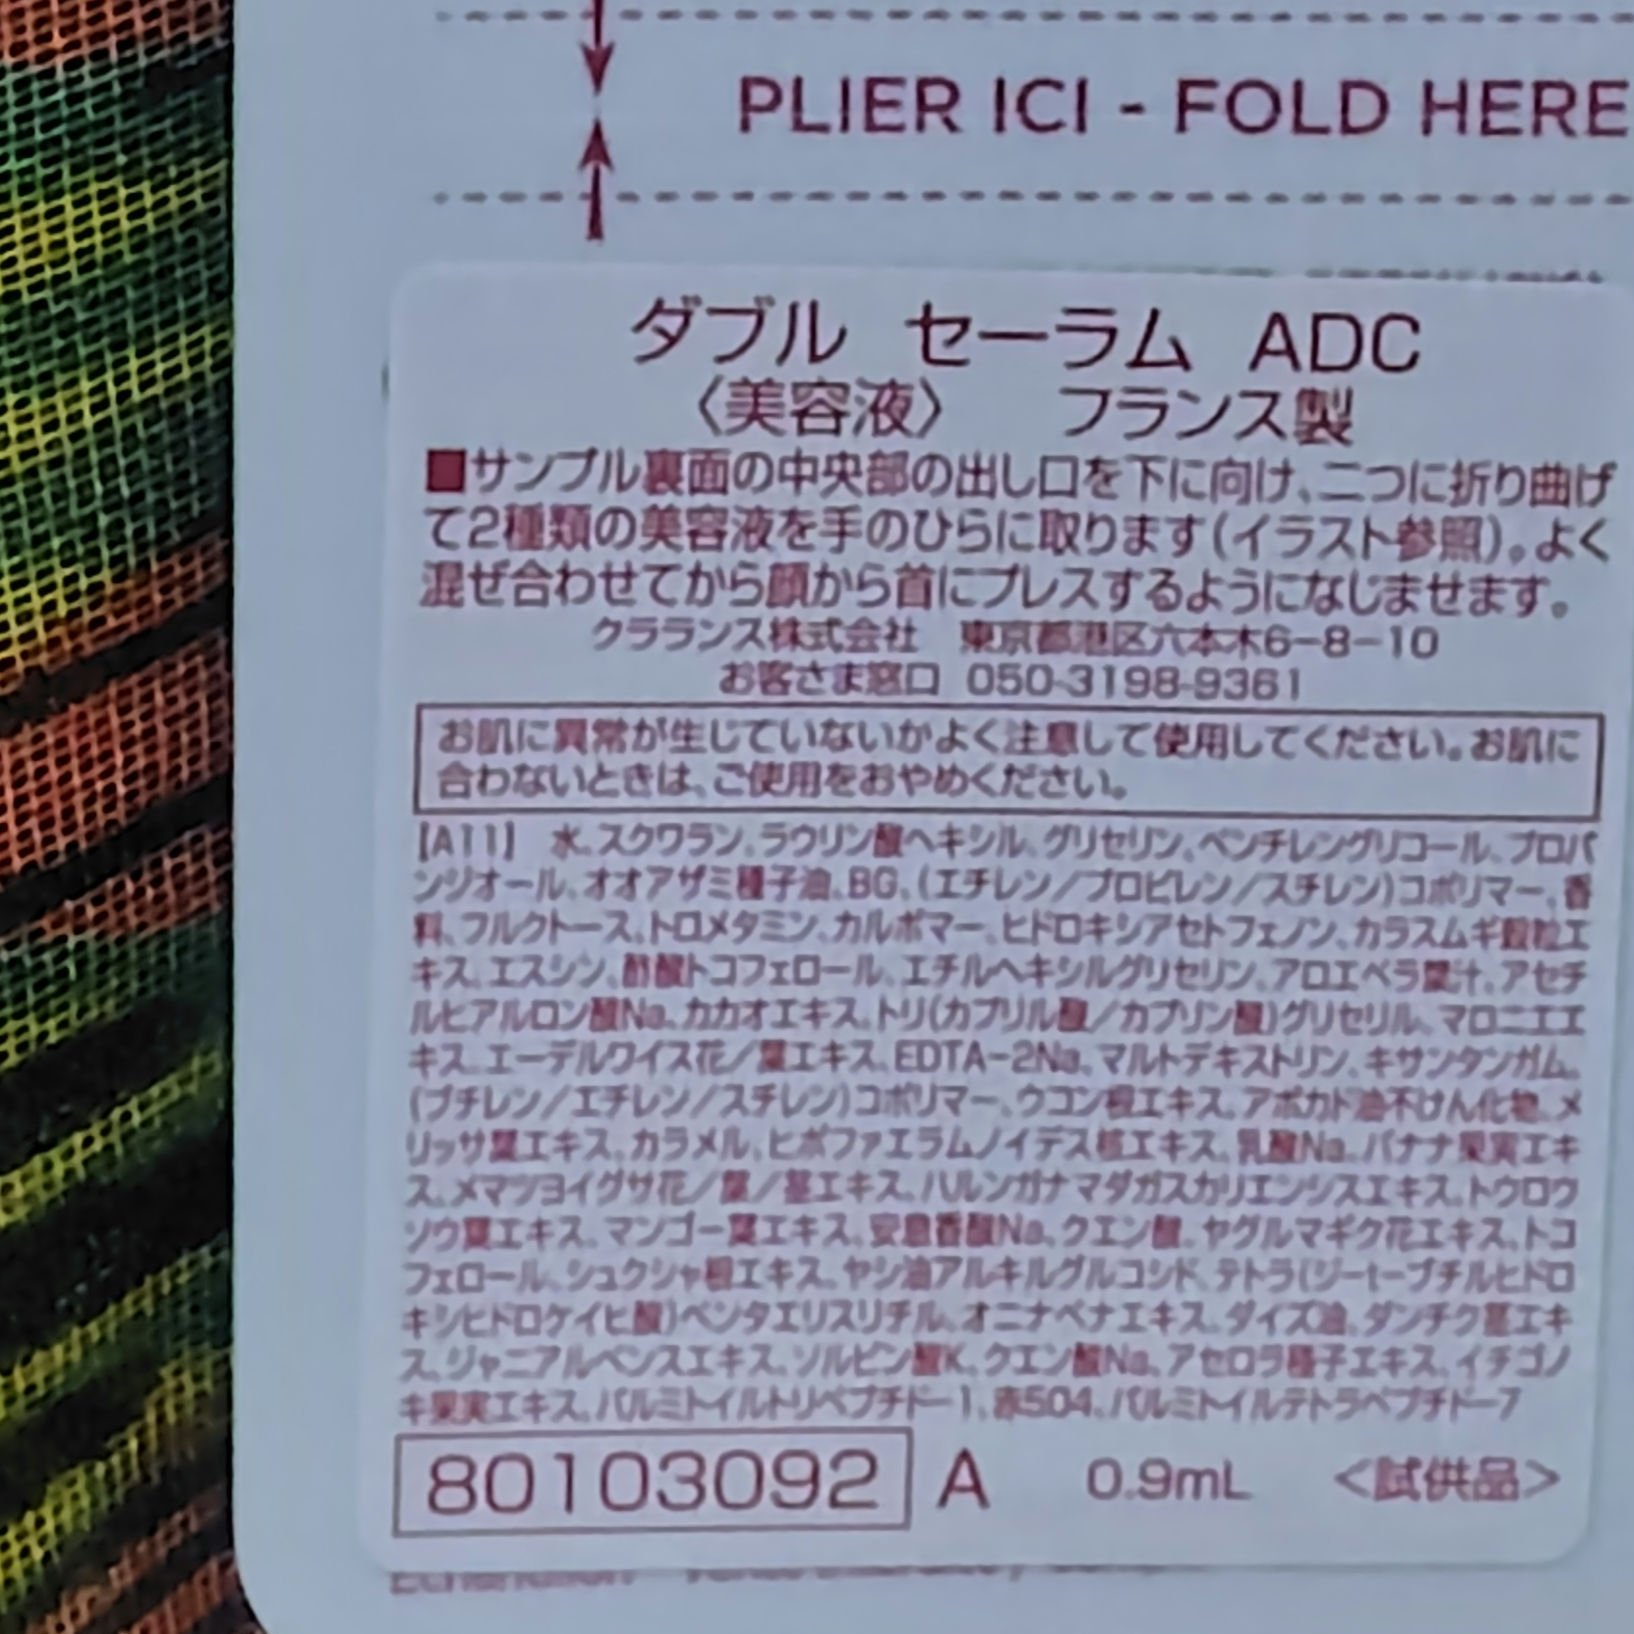 PLIER ICI - FOLD HERE
ダブル セーラム ADC
〈美容液〉 フランス製
■サンプル裏面の中央部の出し口を下に向け、二つに折り曲げ
て2種類の美容液を手のひらに取ります(イラスト参照)。よく
混ぜ合わせてから顔から首にプレスするようになじませます。
クラランス株式会社 東京都港区六本木6-8-10
お客さま窓口 050-3198-9361
お肌に異常が生じていないかよく注意して使用してください。お肌に
合わないときは、ご使用をおやめください。
[A11] 水、スクワラン、ラウリン酸ヘキシル、グリセリン、ペンチレングリコール、プロパ
ンジオール、オオアザミ種子油、BG、(エチレン/プロピレン/スチレン)コポリマー、香
料、フルクトース、トロメタミン、カルボマー、ヒドロキシアセトフェノン、カラスムギ穀粒エ
キス、エスシン、酢酸トコフェロール、エチルヘキシルグリセリン、アロエベラ葉汁、アセチ
ルヒアルロン酸Na、カカオエキス、トリ(カプリル酸/カプリン酸)グリセリル、マロニエエ
キス、エーデルワイス花/葉エキス、EDTA-2Na、マルトデキストリン、キサンタンガム、
(ブチレン/エチレン/スチレン)コポリマー、ウコン根エキス、アボカド油不けん化物、メ
リッサ葉エキス、カラメル、ヒポファエラムノイデス核エキス、乳酸Na、バナナ果実エキ
ス、メマツヨイグサ花/葉/茎エキス、ハルンガナマダガスカリエンシスエキス、トウロウ
ソウ葉エキス、マンゴー葉エキス、安息香酸Na、クエン酸、ヤグルマギク花エキス、トコ
フェロール、シュクシャ根エキス、ヤシ油アルキルグルコシド、テトラ(ジ-t-ブチルヒドロ
キシヒドロケイヒ酸)ペンタエリスリチル、オニナベナエキス、ダイズ油、ダンチク茎エキ
ス、ジャニアルベンスエキス、ソルビン酸K、クエン酸Na、アセロラ種子エキス、イチゴノ
キ果実エキス、パルミトイルトリペプチド-1、赤504、パルミトイルテトラペプチド-7
80103092 A 0.9mL <試供品>